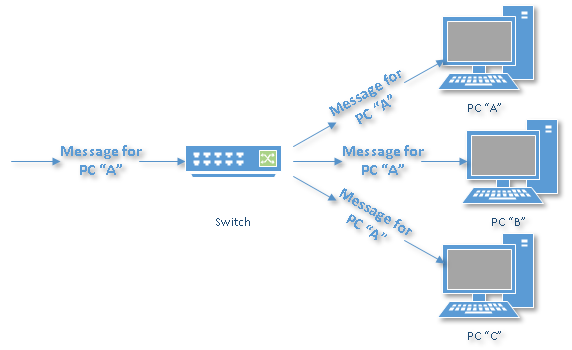 Message for
PC “A”
Switch
Message for
PC “A”
PC “A”
Message for
PC “A”
PC “B”
Message for
PC “A”
PC “C”